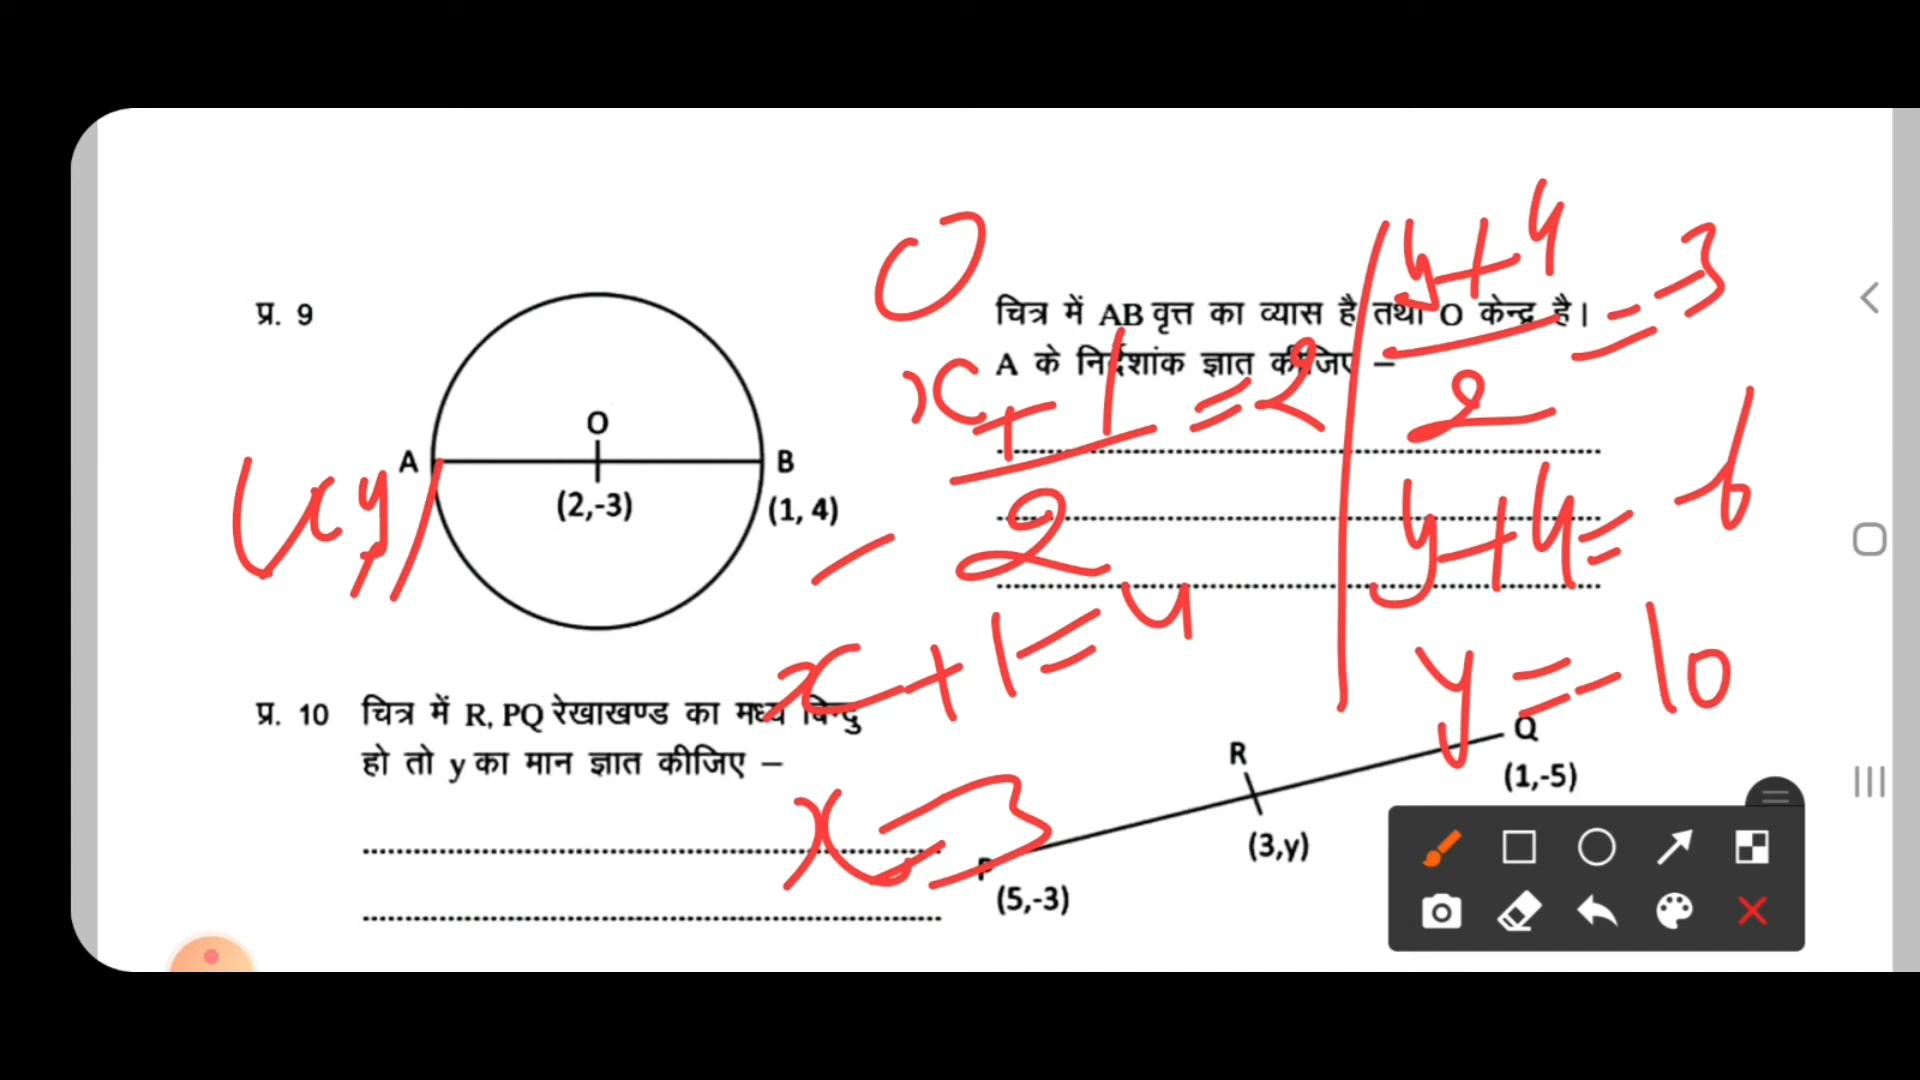 प्र. 9
चित्र में AB वृत्त का व्यास है तथा O केन्द्र है।
A के निर्देशांक ज्ञात कीजिए –
O
A
B
(2,-3)
(1, 4)
(x y)
O
x+1/2 = 2
y+4/2 = -3
x+1=4
y+4= -6
x=3
y=-10
प्र. 10 चित्र में R, PQ रेखाखण्ड का मध्य बिन्दु
हो तो y का मान ज्ञात कीजिए –
R
Q
(1,-5)
(3,y)
P
(5,-3)